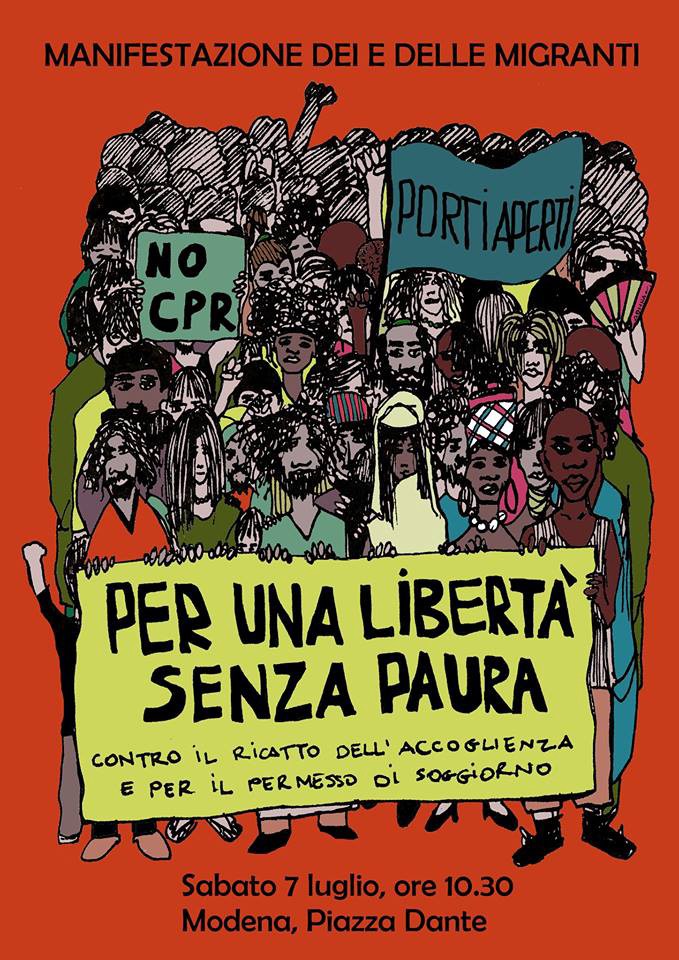 MANIFESTAZIONE DEI E DELLE MIGRANTI
PORTI APERTI
NO
CPR
PER UNA LIBERTÀ
SENZA PAURA
CONTRO IL RICATTO DELL'ACCOGLIENZA
E PER IL PERMESSO DI SOGGIORNO
Sabato 7 luglio, ore 10.30
Modena, Piazza Dante